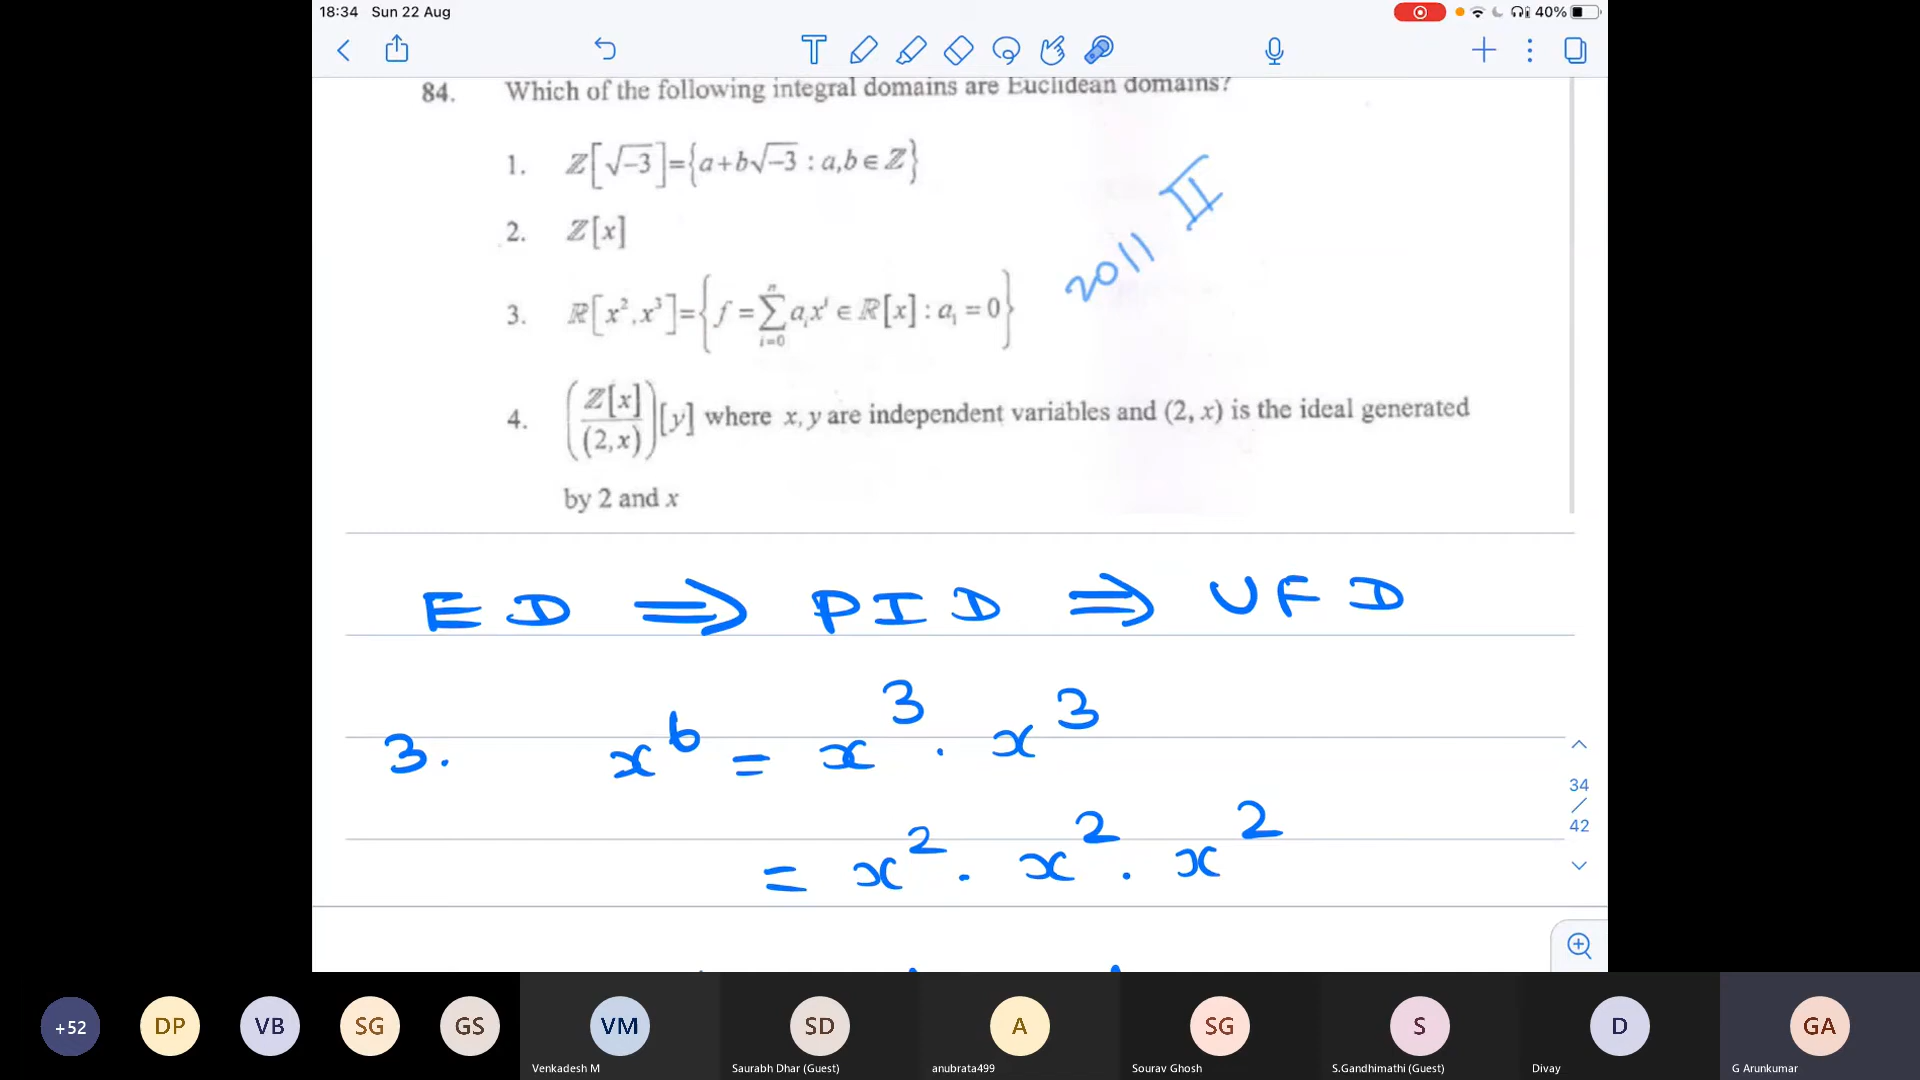 18:34 Sun 22 Aug
40%
84. Which of the following integral domains are Euclidean domains?
1. ℤ[√−3]={a+b√−3 : a,b∈ℤ}
2. ℤ[x]
3. ℝ[x²,x³]={f=∑ⁿᵢ₌₀ aᵢxⁱ∈ℝ[x] : a₁=0}
2011 II
4. (ℤ[x]/(2,x))[y] where x, y are independent variables and (2, x) is the ideal generated
by 2 and x
ED ⟹ PID ⟹ UFD
3. x⁶ = x³ · x³
= x² · x² · x²
34
/
42
+52 DP VB SG GS VM SD A SG S D GA
Venkadesh M Saurabh Dhar (Guest) anubrata499 Sourav Ghosh S.Gandhimathi (Guest) Divay G Arunkumar